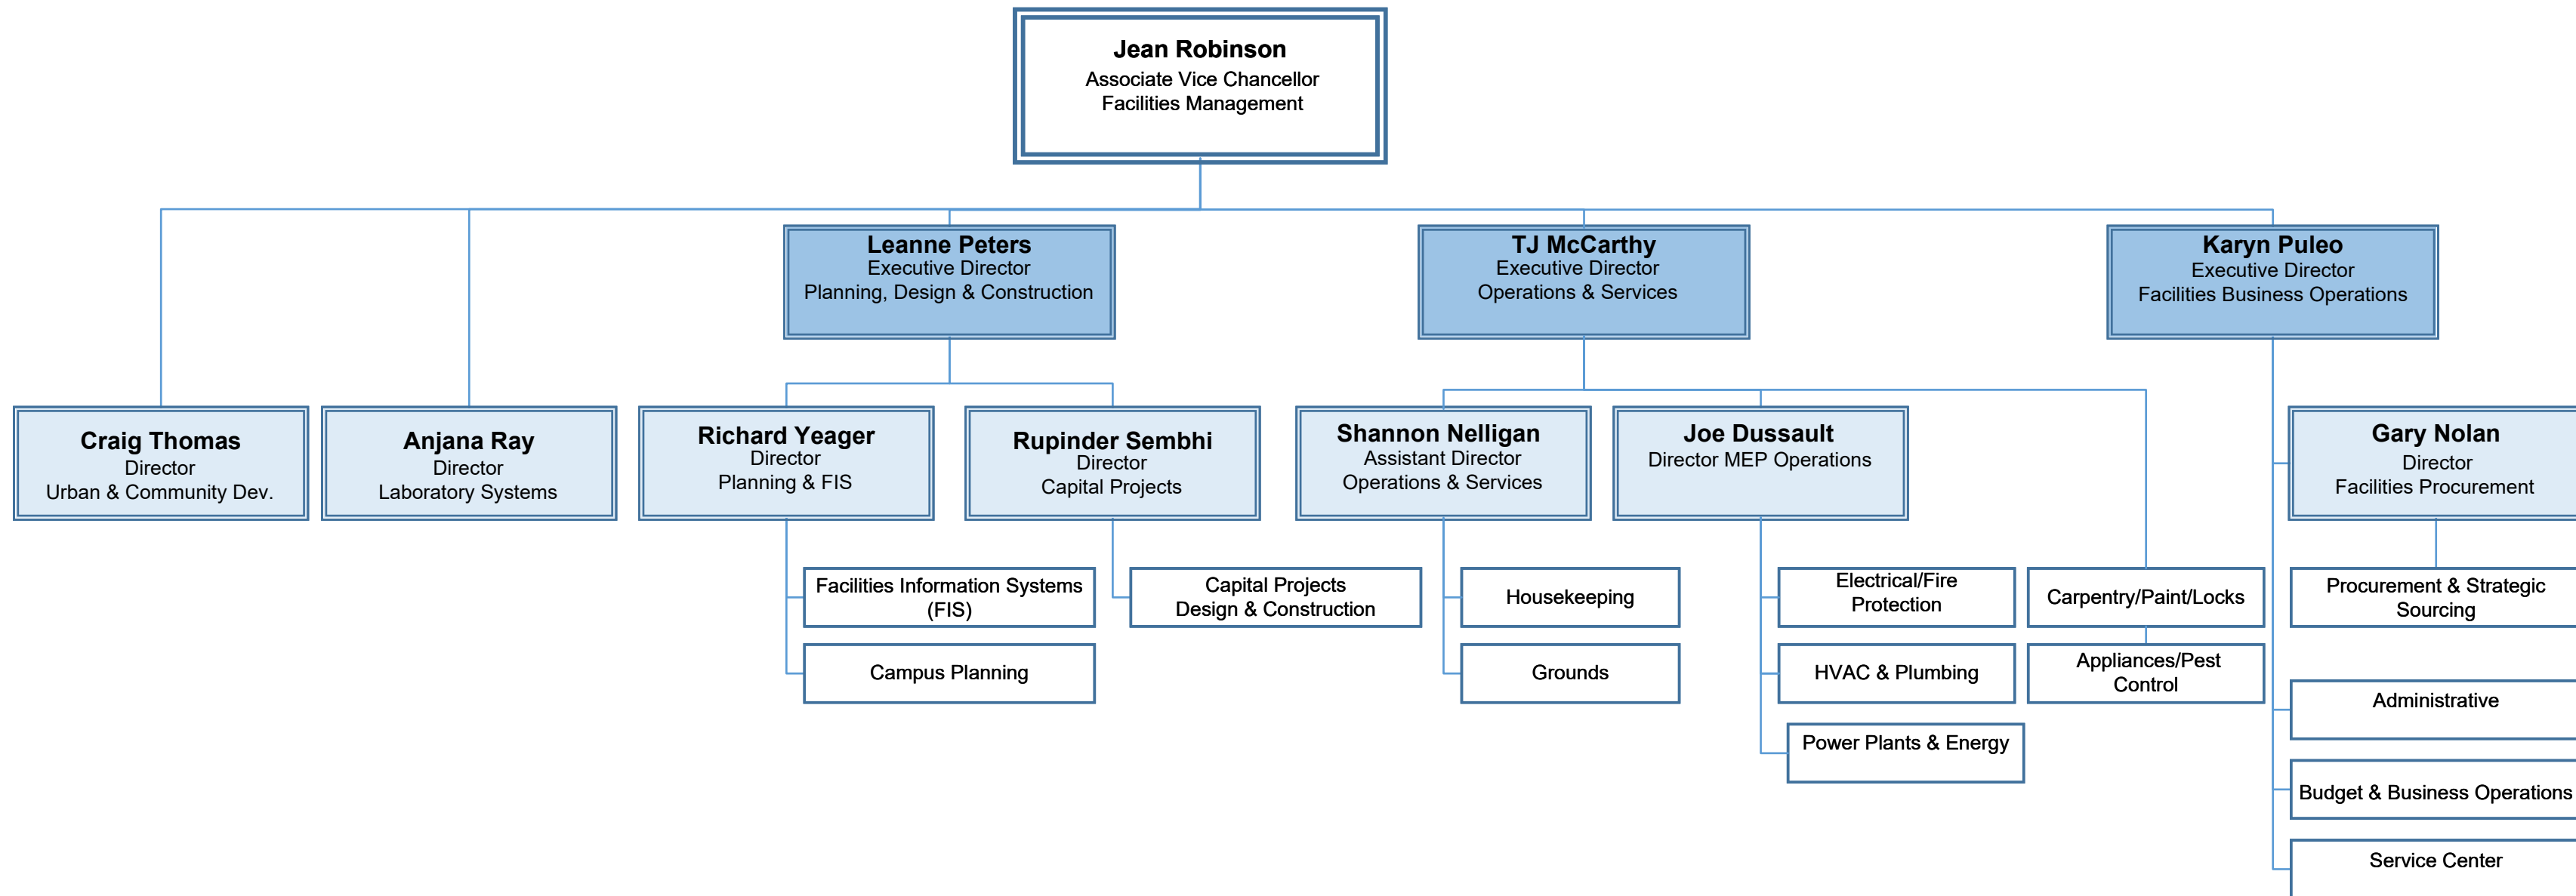 Jean Robinson
Associate Vice Chancellor
Facilities Management
Leanne Peters
Executive Director
Planning, Design & Construction
TJ McCarthy
Executive Director
Operations & Services
Karyn Puleo
Executive Director
Facilities Business Operations
Craig Thomas
Director
Urban & Community Dev.
Anjana Ray
Director
Laboratory Systems
Richard Yeager
Director
Planning & FIS
Rupinder Sembhi
Director
Capital Projects
Shannon Nelligan
Assistant Director
Operations & Services
Joe Dussault
Director MEP Operations
Gary Nolan
Director
Facilities Procurement
Facilities Information Systems
(FIS)
Capital Projects
Design & Construction
Housekeeping
Electrical/Fire
Protection
Carpentry/Paint/Locks
Procurement & Strategic
Sourcing
Campus Planning
Grounds
HVAC & Plumbing
Appliances/Pest
Control
Administrative
Power Plants & Energy
Budget & Business Operations
Service Center